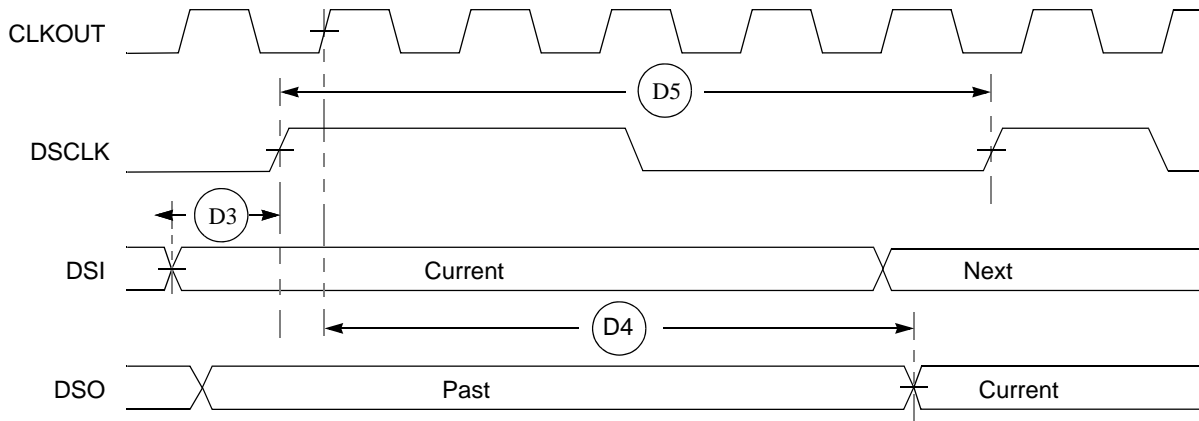 CLKOUT
D5
DSCLK
D3
DSI
Current
Next
D4
DSO
Past
Current